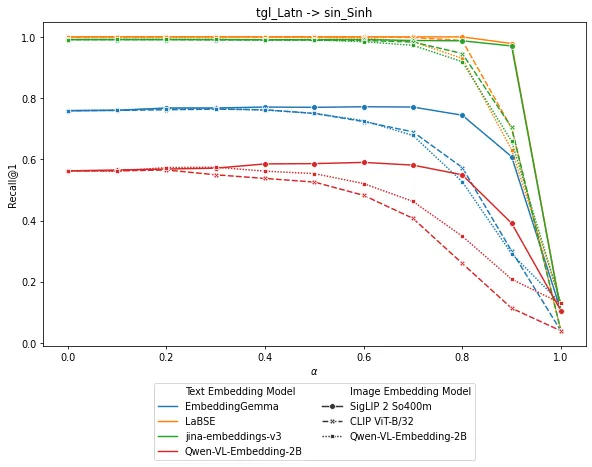 tgl_Latn -> sin_Sinh
1.0
0.8
0.6
0.4
0.2
0.0
Recall@1
0.0 0.2 0.4 0.6 0.8 1.0
α
Text Embedding Model
EmbeddingGemma
LaBSE
jina-embeddings-v3
Qwen-VL-Embedding-2B
Image Embedding Model
SigLIP 2 So400m
CLIP ViT-B/32
Qwen-VL-Embedding-2B